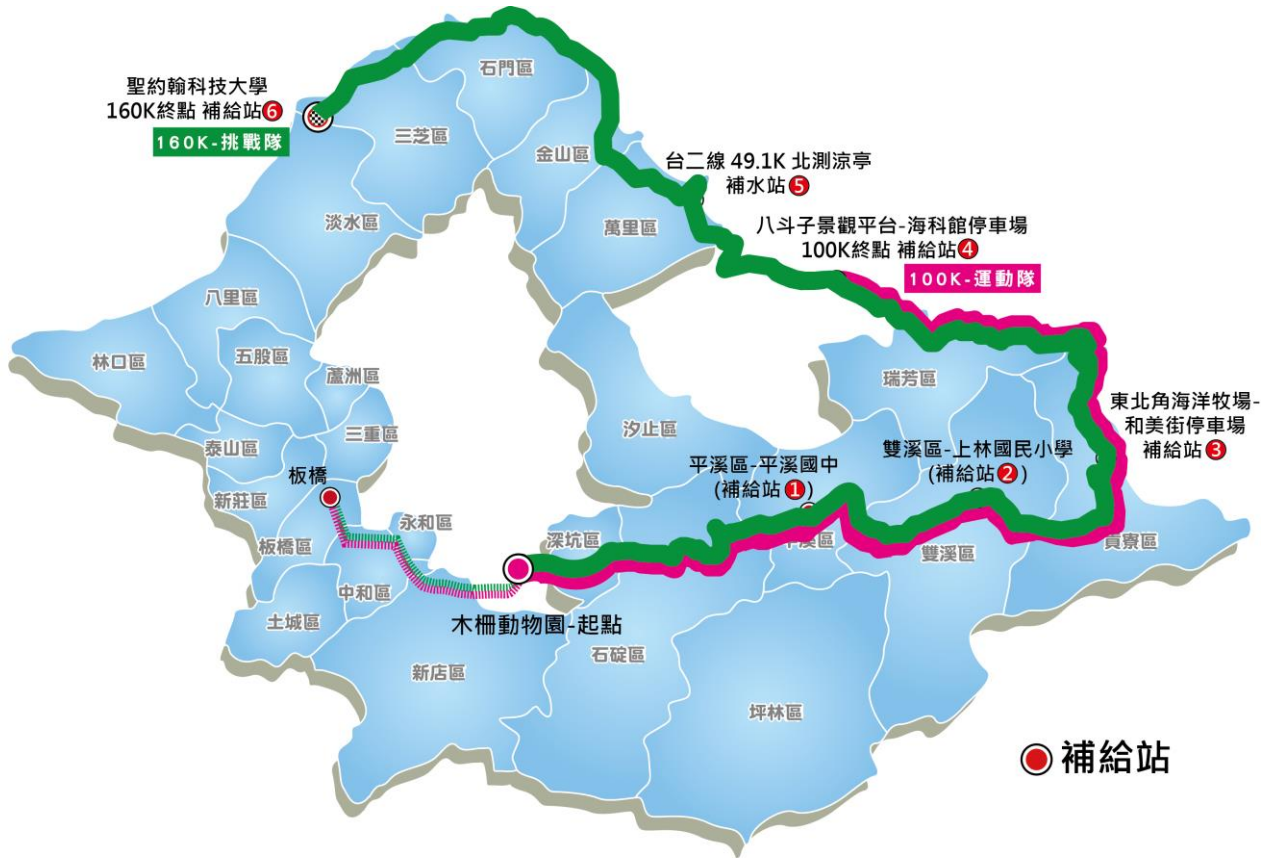 石門區
聖約翰科技大學
160K終點 補給站6
160K-挑戰隊
三芝區
金山區
台二線 49.1K 北測涼亭
補水站5
淡水區
萬里區
八斗子景觀平台-海科館停車場
100K終點 補給站4
100K-運動隊
八里區
林口區
五股區
蘆洲區
瑞芳區
東北角海洋牧場-
和美街停車場
補給站3
汐止區
三重區
泰山區
雙溪區-上林國民小學
(補給站2)
平溪區-平溪國中
(補給站1)
板橋
新莊區
永和區
深坑區
平溪區
雙溪區
貢寮區
板橋區
中和區
土城區
木柵動物園-起點
新店區
石碇區
坪林區
補給站